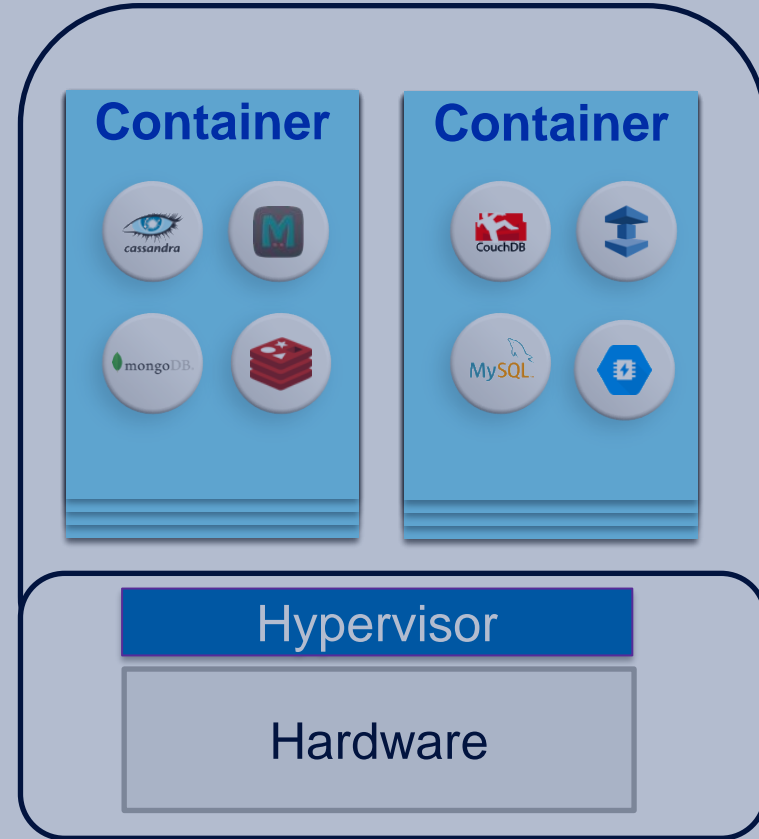 Container
Container
cassandra
M
CouchDB
mongoDB.
MySQL.
Hypervisor
Hardware